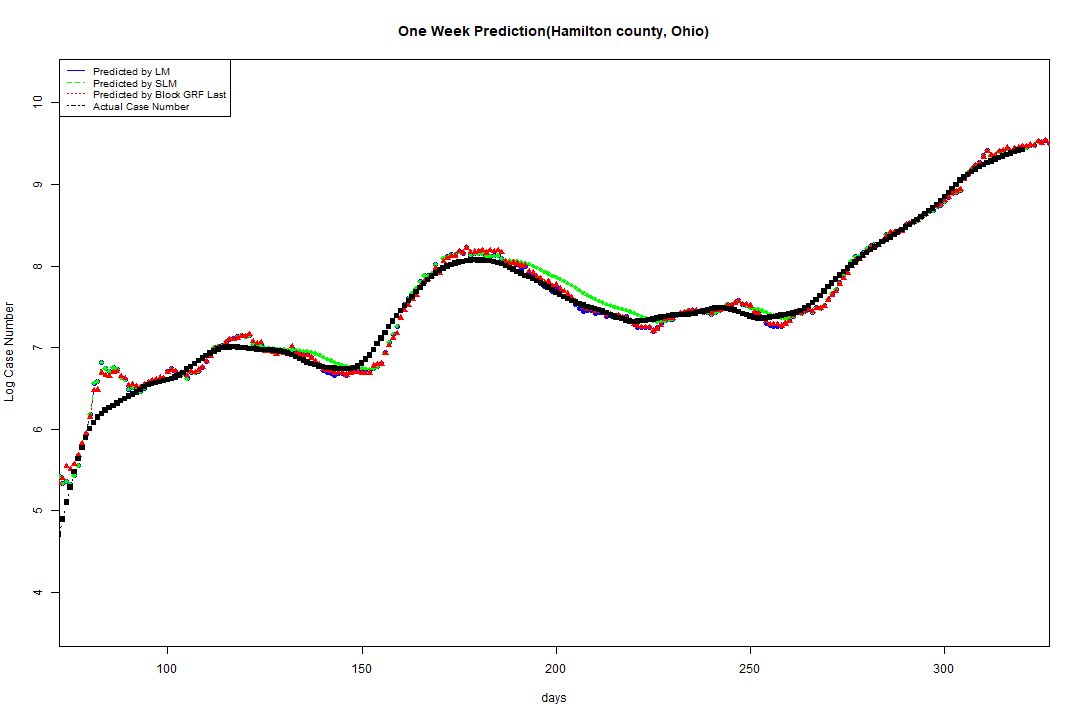 One Week Prediction(Hamilton county, Ohio)
Predicted by LM
Predicted by SLM
Predicted by Block GRF Last
Actual Case Number
10
9
8
7
6
5
4
Log Case Number
100 150 200 250 300
days